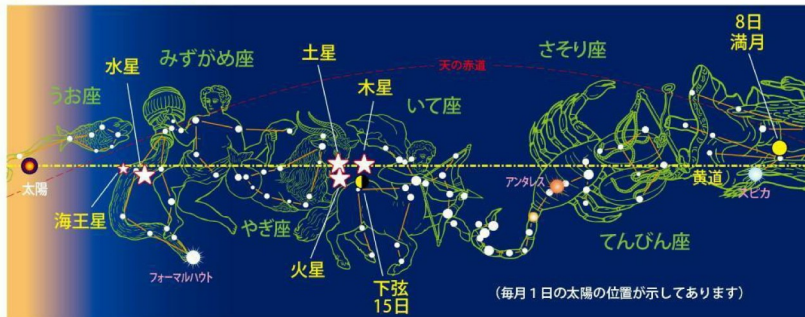 8日
満月
さそり座
みずがめ座
土星
水星
木星
天の赤道
いて座
うお座
太陽
アンタレス
黄道
スピカ
海王星
やぎ座
てんびん座
火星
フォーマルハウト
下弦
15日
（毎月1日の太陽の位置が示してあります）